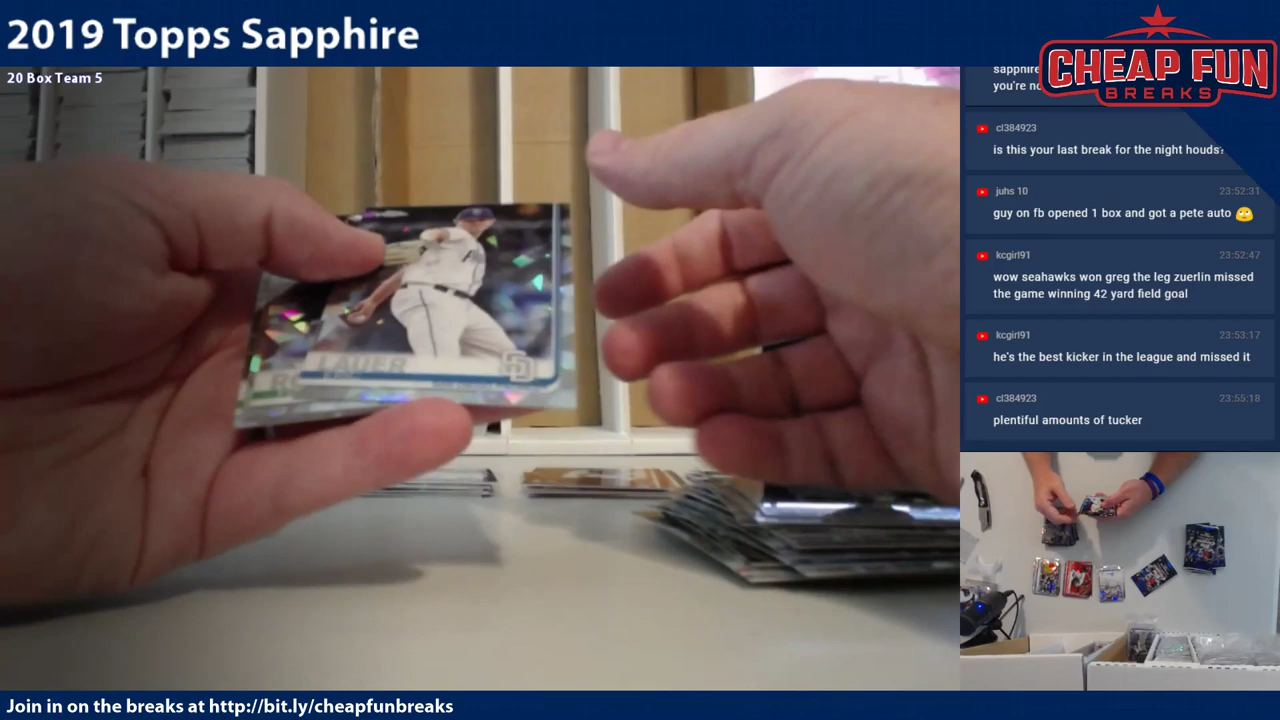 2019 Topps Sapphire
20 Box Team 5
CHEAP FUN
BREAKS
sapphire
you're
cl384923
is this your last break for the night houds?
juhs 10
23:52:31
guy on fb opened 1 box and got a pete auto 🙄
kcgirl91
23:52:47
wow seahawks won greg the leg zuerlin missed
the game winning 42 yard field goal
kcgirl91
23:53:17
he's the best kicker in the league and missed it
cl384923
23:55:18
plentiful amounts of tucker
LAUER
SD
Join in on the breaks at http://bit.ly/cheapfunbreaks